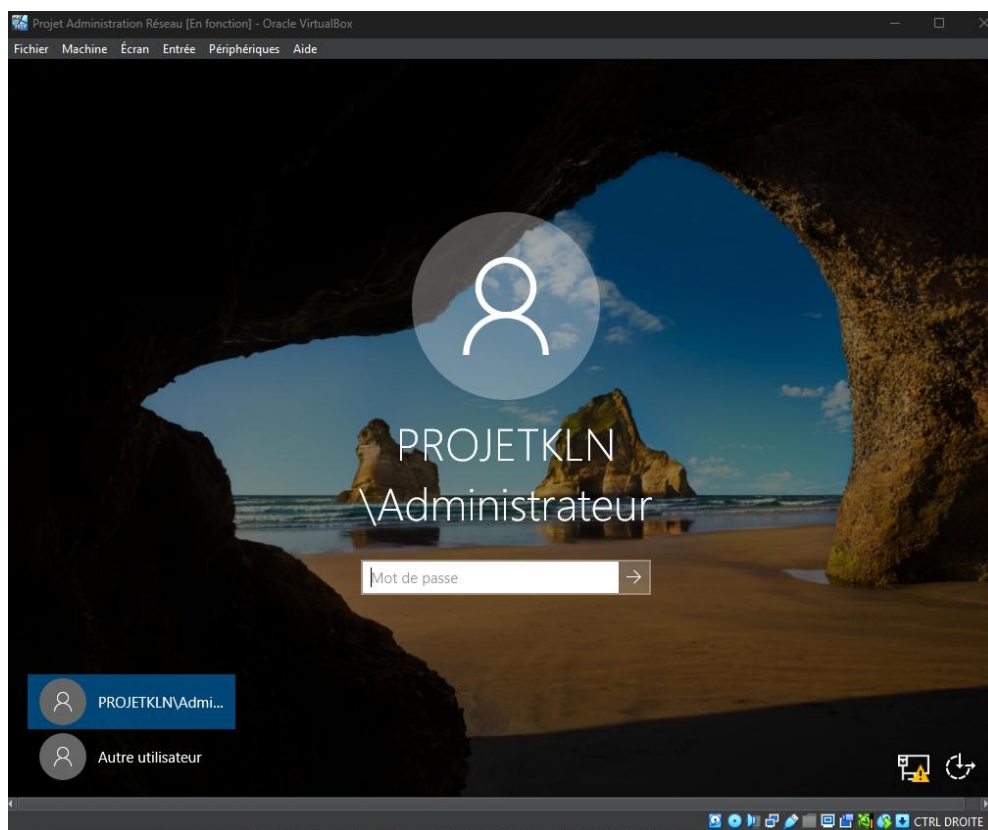 Projet Administration Réseau [En fonction] - Oracle VirtualBox
Fichier Machine Écran Entrée Périphériques Aide
PROJETKLN
\Administrateur
Mot de passe
PROJETKLN\Admi...
Autre utilisateur
CTRL DROITE